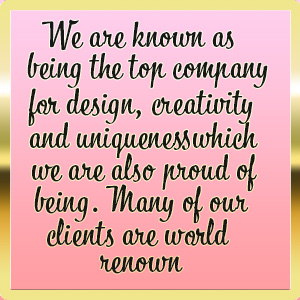 We are known as
being the top company
for design, creativity
and uniquenesswhich
we are also proud of
being. Many of our
clients are world
renown